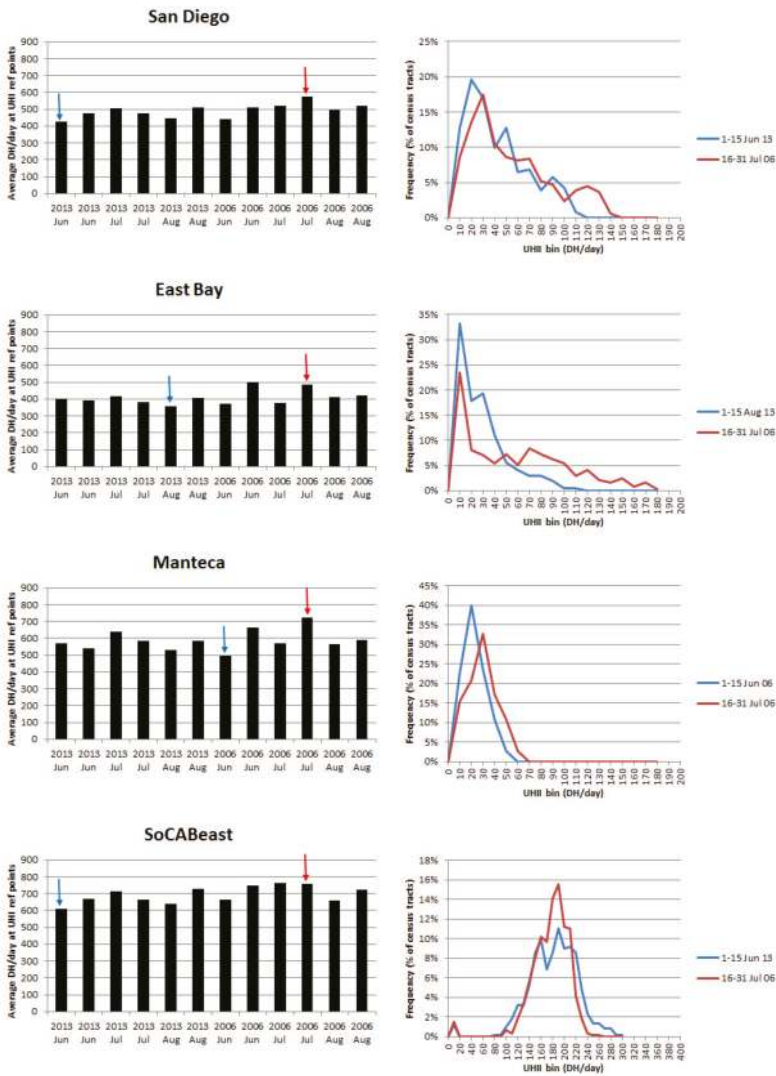 San Diego
Average DH/day at UHI ref points
900
800
700
600
500
400
300
200
100
0
2013 2013 2013 2013 2013 2013 2006 2006 2006 2006 2006 2006
Jun Jun Jul Jul Aug Aug Jun Jun Jul Jul Aug Aug
Frequency (% of census tracts)
25%
20%
15%
10%
5%
0%
0 10 20 30 40 50 60 70 80 90 100 110 120 130 140 150 160 170 180 190 200
UHII bin (DH/day)
1-15 Jun 13
16-31 Jul 06
East Bay
Average DH/day at UHI ref points
900
800
700
600
500
400
300
200
100
0
2013 2013 2013 2013 2013 2013 2006 2006 2006 2006 2006 2006
Jun Jun Jul Jul Aug Aug Jun Jun Jul Jul Aug Aug
Frequency (% of census tracts)
35%
30%
25%
20%
15%
10%
5%
0%
0 10 20 30 40 50 60 70 80 90 100 110 120 130 140 150 160 170 180 190 200
UHII bin (DH/day)
1-15 Aug 13
16-31 Jul 06
Manteca
Average DH/day at UHI ref points
900
800
700
600
500
400
300
200
100
0
2013 2013 2013 2013 2013 2013 2006 2006 2006 2006 2006 2006
Jun Jun Jul Jul Aug Aug Jun Jun Jul Jul Aug Aug
Frequency (% of census tracts)
45%
40%
35%
30%
25%
20%
15%
10%
5%
0%
0 10 20 30 40 50 60 70 80 90 100 110 120 130 140 150 160 170 180 190 200
UHII bin (DH/day)
1-15 Jun 06
16-31 Jul 06
SoCABeast
Average DH/day at UHI ref points
900
800
700
600
500
400
300
200
100
0
2013 2013 2013 2013 2013 2013 2006 2006 2006 2006 2006 2006
Jun Jun Jul Jul Aug Aug Jun Jun Jul Jul Aug Aug
Frequency (% of census tracts)
18%
16%
14%
12%
10%
8%
6%
4%
2%
0%
0 20 40 60 80 100 120 140 160 180 200 220 240 260 280 300 320 340 360 380 400
UHII bin (DH/day)
1-15 Jun 13
16-31 Jul 06